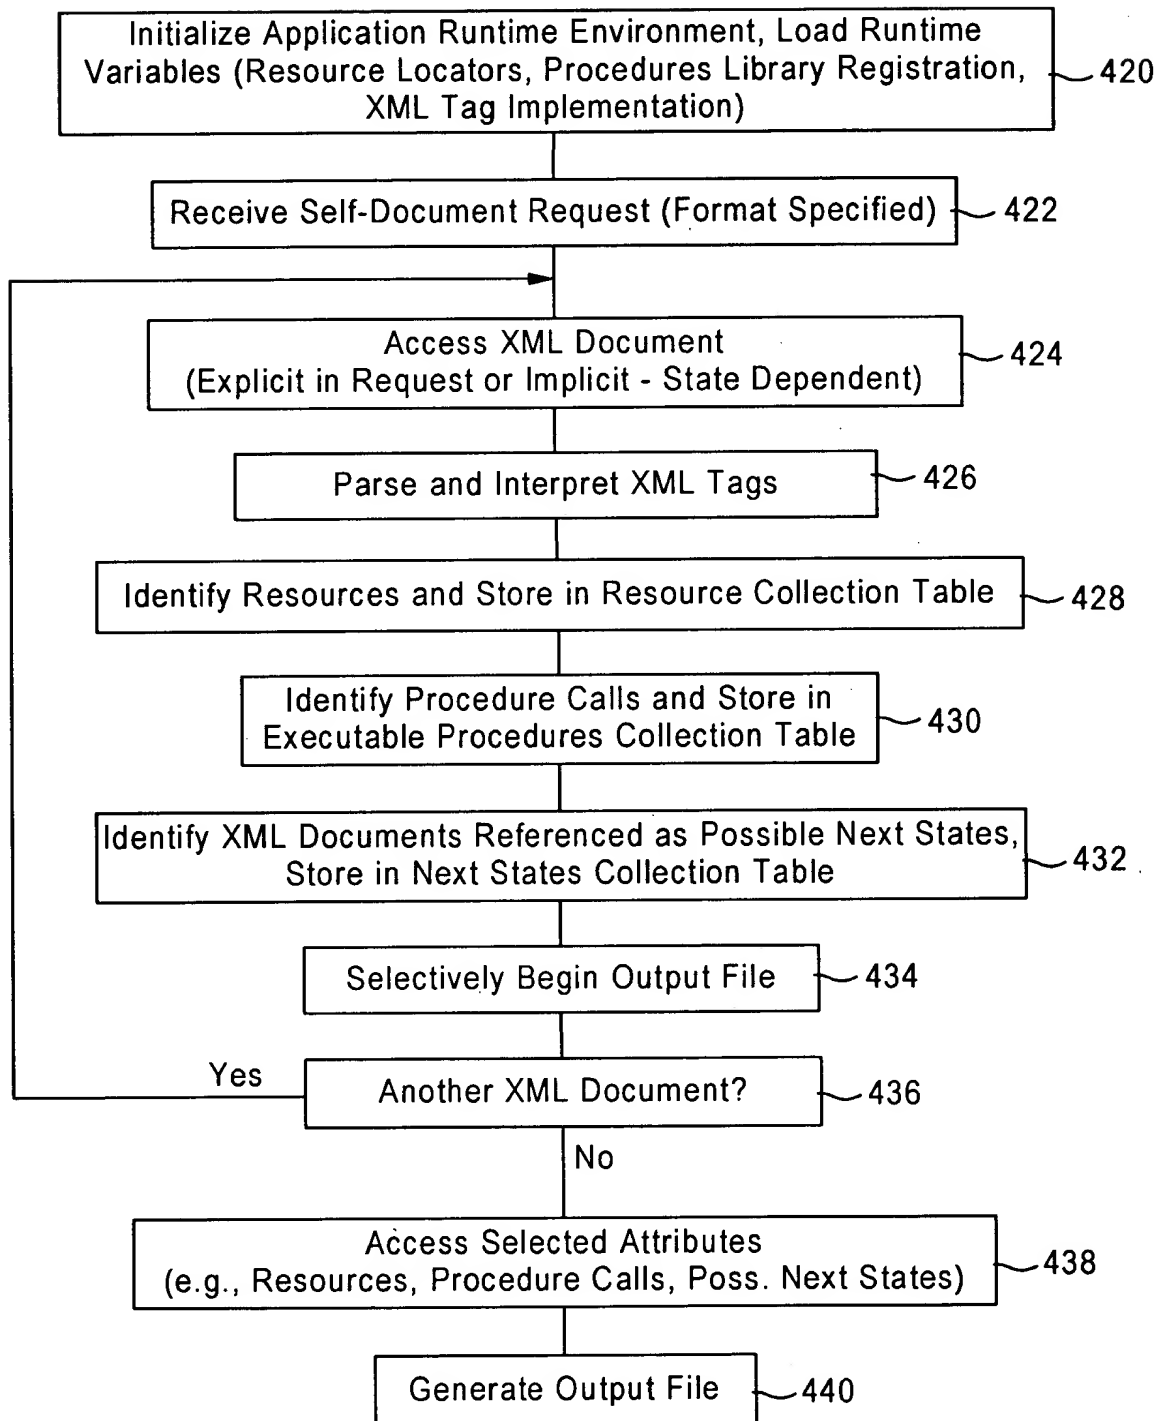 Initialize Application Runtime Environment, Load Runtime
Variables (Resource Locators, Procedures Library Registration,
XML Tag Implementation)
420
Receive Self-Document Request (Format Specified)
422
Access XML Document
(Explicit in Request or Implicit - State Dependent)
424
Parse and Interpret XML Tags
426
Identify Resources and Store in Resource Collection Table
428
Identify Procedure Calls and Store in
Executable Procedures Collection Table
430
Identify XML Documents Referenced as Possible Next States,
Store in Next States Collection Table
432
Selectively Begin Output File
434
Yes
Another XML Document?
436
No
Access Selected Attributes
(e.g., Resources, Procedure Calls, Poss. Next States)
438
Generate Output File
440